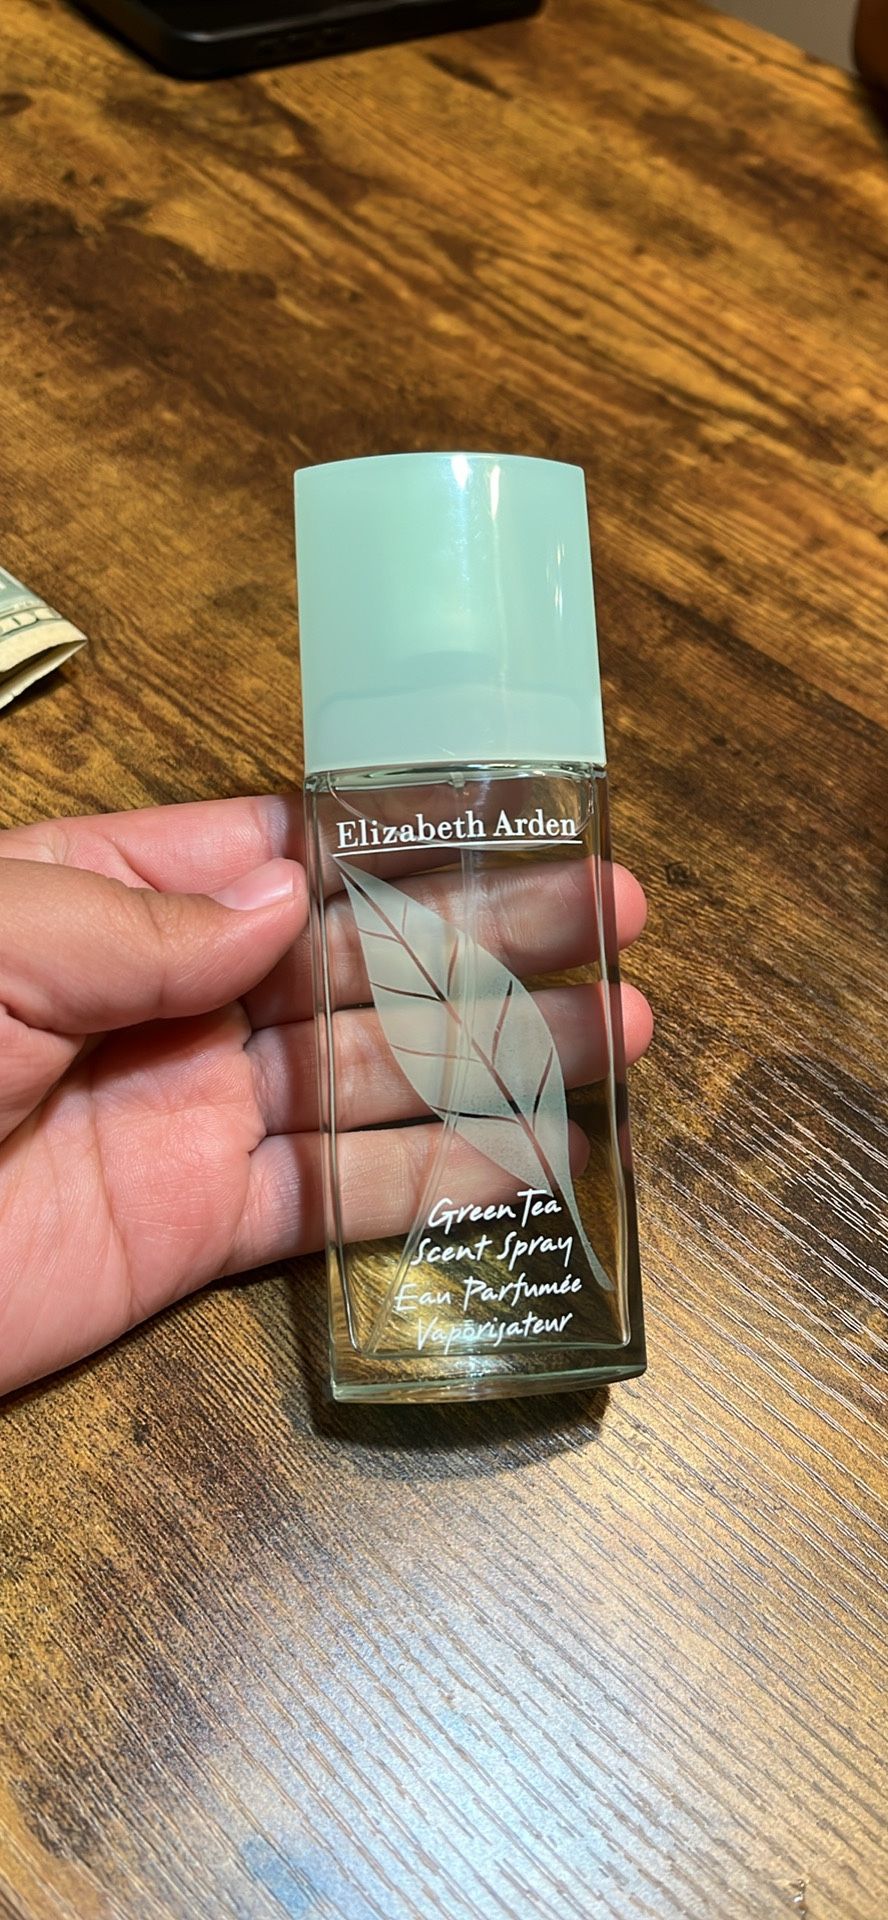 Elizabeth Arden
Green Tea
Scent Spray
Eau Parfumée
Vaporisateur